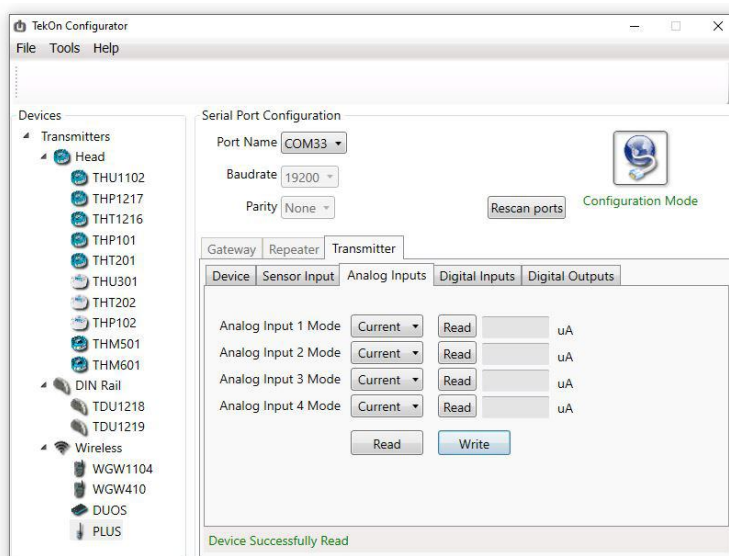 TekOn Configurator
File Tools Help
Devices
Transmitters
Head
THU1102
THP1217
THT1216
THP101
THT201
THU301
THT202
THP102
THM501
THM601
DIN Rail
TDU1218
TDU1219
Wireless
WGW1104
WGW410
DUOS
PLUS
Serial Port Configuration
Port Name COM33
Baudrate 19200
Parity None
Rescan ports
Configuration Mode
Gateway Repeater Transmitter
Device Sensor Input Analog Inputs Digital Inputs Digital Outputs
Analog Input 1 Mode Current Read uA
Analog Input 2 Mode Current Read uA
Analog Input 3 Mode Current Read uA
Analog Input 4 Mode Current Read uA
Read Write
Device Successfully Read